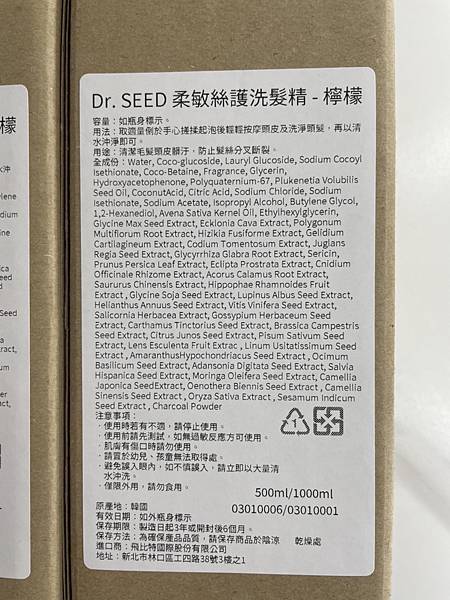 Dr. SEED 柔敏絲護洗髮精 - 檸檬
容量：如瓶身標示。
用法：取適量倒於手心搓揉起泡後輕輕按摩頭皮及洗淨頭髮，再以清
水沖淨即可。
用途：清潔毛髮頭皮髒汙，防止髮絲分叉斷裂。
全成份：Water, Coco-glucoside, Lauryl Glucoside, Sodium Cocoyl
Isethionate, Coco-Betaine, Fragrance, Glycerin,
Hydroxyacetophenone, Polyquaternium-67, Plukenetia Volubilis
Seed Oil, CoconutAcid, Citric Acid, Sodium Chloride, Sodium
Isethionate, Sodium Acetate, Isopropyl Alcohol, Butylene Glycol,
1,2-Hexanediol, Avena Sativa Kernel Oil, Ethylhexylglycerin,
Glycine Max Seed Extract, Ecklonia Cava Extract, Polygonum
Multiflorum Root Extract, Hizikia Fusiforme Extract, Gelidium
Cartilagineum Extract, Codium Tomentosum Extract, Juglans
Regia Seed Extract, Glycyrrhiza Glabra Root Extract, Sericin,
Prunus Persica Leaf Extract, Eclipta Prostrata Extract, Cnidium
Officinale Rhizome Extract, Acorus Calamus Root Extract,
Saururus Chinensis Extract, Hippophae Rhamnoides Fruit
Extract , Glycine Soja Seed Extract, Lupinus Albus Seed Extract,
Helianthus Annuus Seed Extract, Vitis Vinifera Seed Extract,
Salicornia Herbacea Extract, Gossypium Herbaceum Seed
Extract, Carthamus Tinctorius Seed Extract, Brassica Campestris
Seed Extract, Citrus Junos Seed Extract, Pisum Sativum Seed
Extract, Lens Esculenta Fruit Extrac , Linum Usitatissimum Seed
Extract , AmaranthusHypochondriacus Seed Extract , Ocimum
Basilicum Seed Extract, Adansonia Digitata Seed Extract, Salvia
Hispanica Seed Extract, Moringa Oleifera Seed Extract, Camellia
Japonica SeedExtract, Oenothera Biennis Seed Extract , Camellia
Sinensis Seed Extract , Oryza Sativa Extract , Sesamum Indicum
Seed Extract , Charcoal Powder
注意事項：
·使用時若有不適，請停止使用。
·使用前請先測試，如無過敏反應方可使用。
·肌膚有傷口時請勿使用。
·請置於幼兒、孩童無法取得處。
·避免誤入眼內，如不慎誤入，請立即以大量清
水沖洗。
·僅限外用，請勿食用。
1
500ml/1000ml
原產地：韓國
03010006/03010001
有效日期：如外瓶身標示
保存期限：製造日起3年或開封後6個月。
保存方法：為確保產品品質，請保存商品於陰涼 乾燥處
進口商：飛比特國際股份有限公司
地址：新北市林口區工四路38號3樓之1